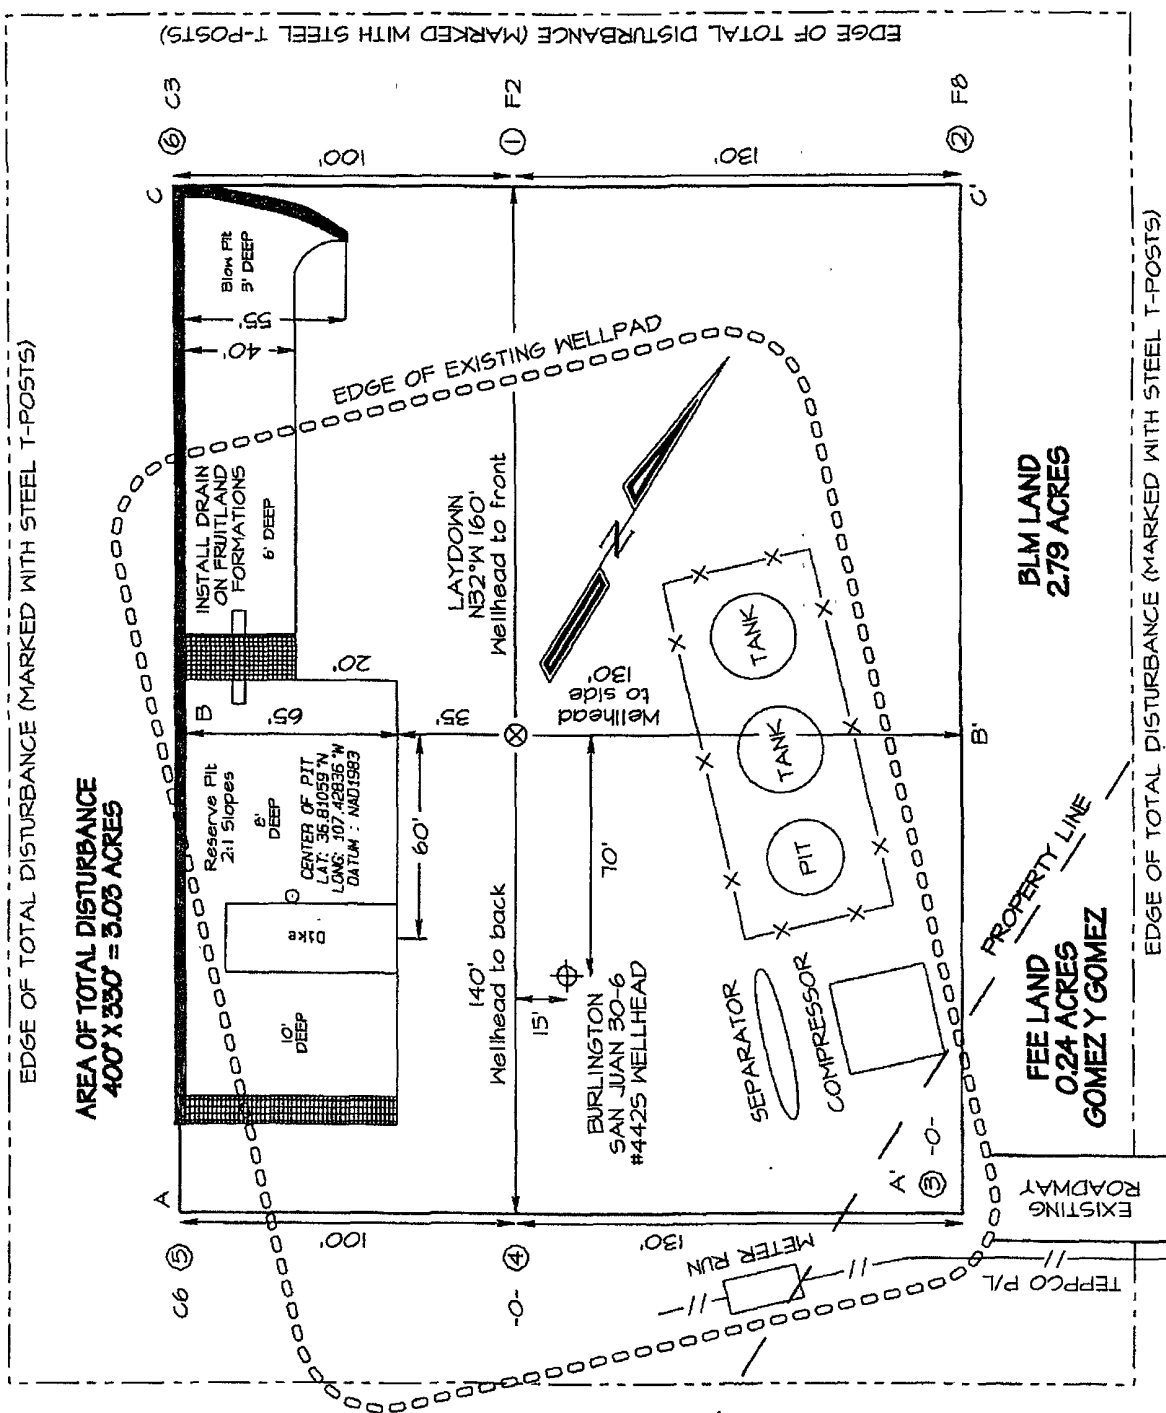 EDGE OF TOTAL DISTURBANCE (MARKED WITH STEEL T-POSTS)
AREA OF TOTAL DISTURBANCE
400' X 330' = 3.03 ACRES
C6 ⑤
A
C
⑥ C3
100'
10'
DEEP
Dike
Reserve Pit
2:1 Slopes
8'
DEEP
CENTER OF PIT
LAT: 36.81059 °N
LONG: 107.42836 °W
DATUM : NAD1983
B
65'
20'
60'
35'
INSTALL DRAIN
ON FRUITLAND
FORMATIONS
6' DEEP
40'
55'
Blow Pit
3' DEEP
100'
EDGE OF EXISTING WELLPAD
-0- ④
140'
Wellhead to back
LAYDOWN
N32°W 160'
Wellhead to front
① F2
15'
70'
BURLINGTON
SAN JUAN 30-6
#442S WELLHEAD
Wellhead
to side
130'
N
130'
130'
METER RUN
SEPARATOR
COMPRESSOR
PIT
TANK
TANK
A'
③ -0-
B'
C'
② F8
TEPPCO P/L
EXISTING
ROADWAY
FEE LAND
0.24 ACRES
GOMEZ Y GOMEZ
PROPERTY LINE
BLM LAND
2.79 ACRES
EDGE OF TOTAL DISTURBANCE (MARKED WITH STEEL T-POSTS)
EDGE OF TOTAL DISTURBANCE (MARKED WITH STEEL T-POSTS)